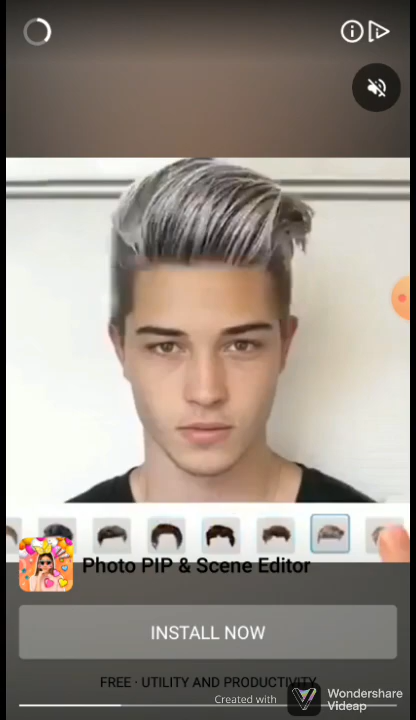 Photo PIP & Scene Editor
INSTALL NOW
FREE · UTILITY AND PRODUCTIVITY
Created with
Wondershare
Videap